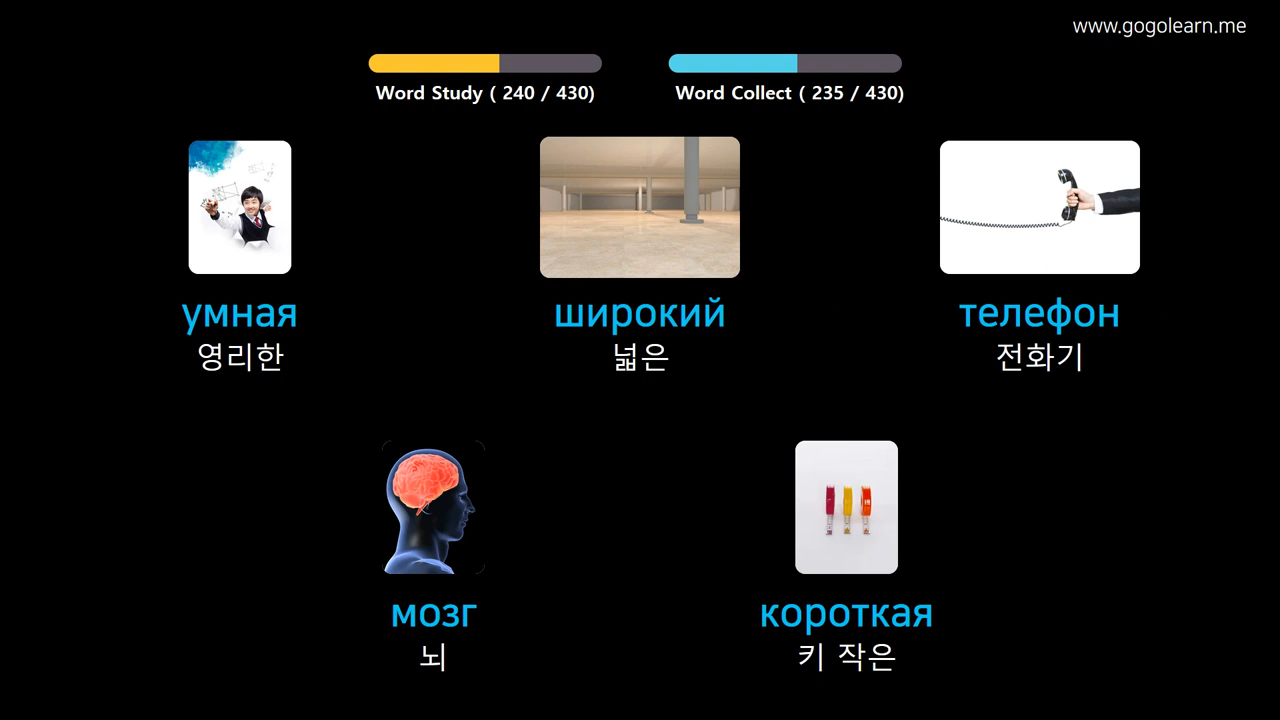 www.gogolearn.me
Word Study ( 240 / 430)
Word Collect ( 235 / 430)
умная
영리한
широкий
넓은
телефон
전화기
мозг
뇌
короткая
키 작은